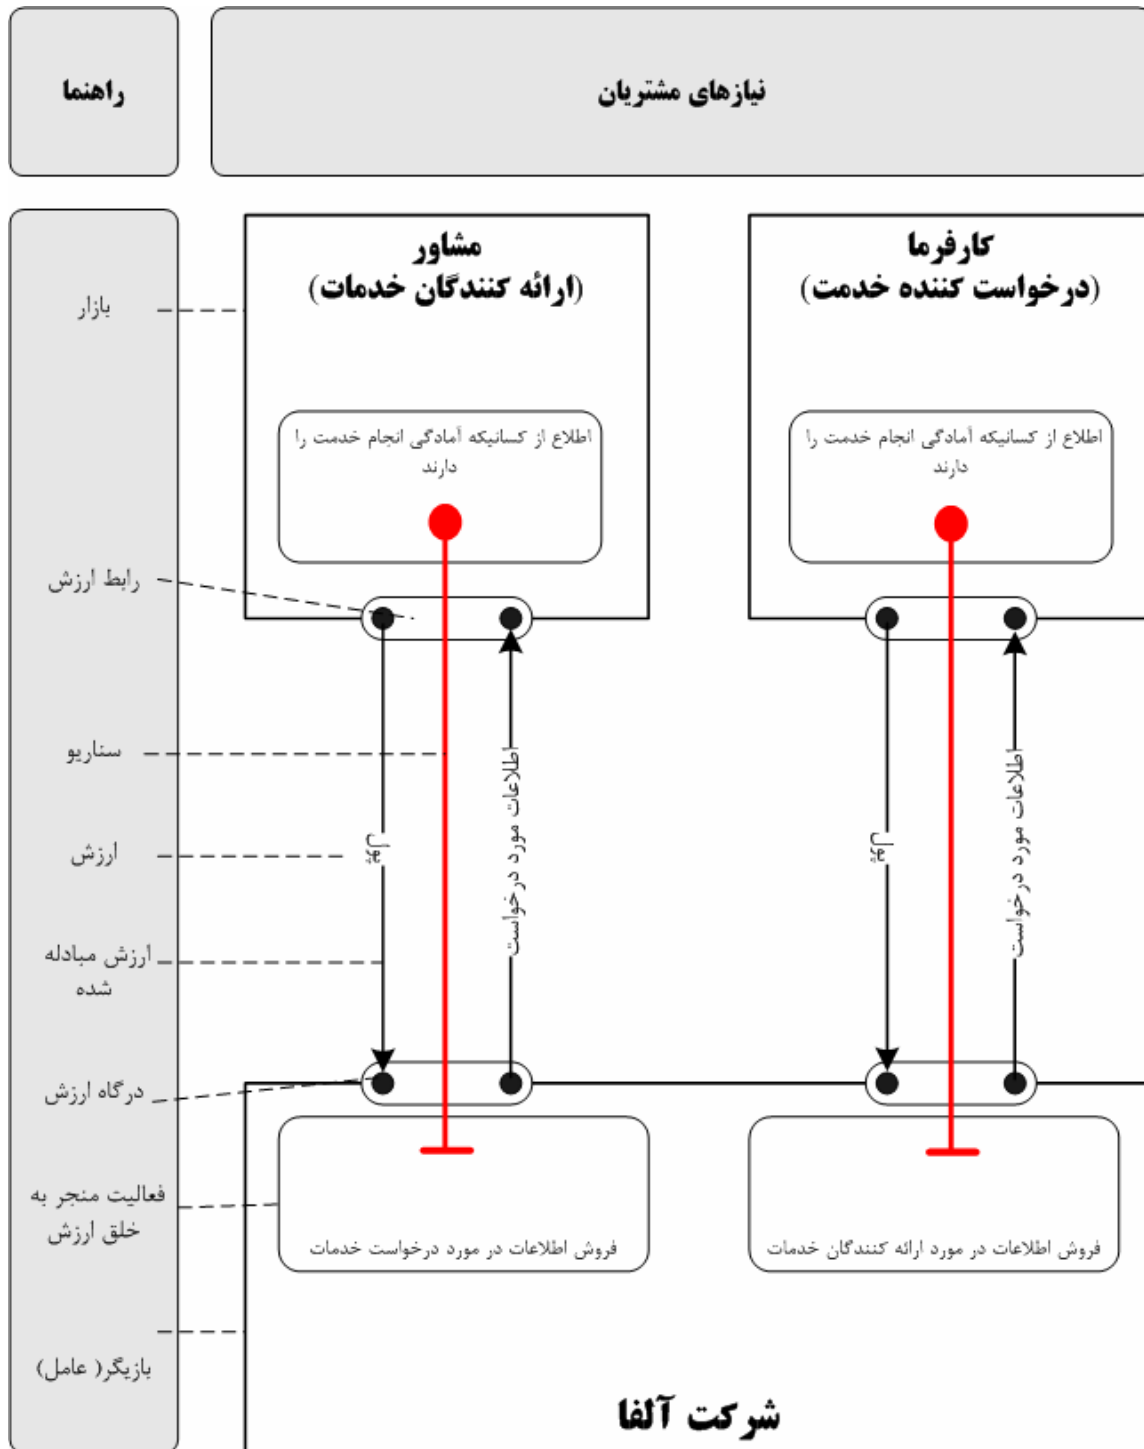 نیازهای مشتریان
راهنما
کارفرما
(درخواست کننده خدمت)
اطلاع از کسانیکه آمادگی انجام خدمت را
دارند
مشاور
(ارائه کنندگان خدمات)
اطلاع از کسانیکه آمادگی انجام خدمت را
دارند
بازار
رابط ارزش
سناریو
ارزش
ارزش مبادله
شده
درگاه ارزش
فعالیت منجر به
خلق ارزش
بازیگر( عامل)
اطلاعات مورد درخواست
پول
اطلاعات مورد درخواست
پول
فروش اطلاعات در مورد ارائه کنندگان خدمات
فروش اطلاعات در مورد درخواست خدمات
شرکت آلفا